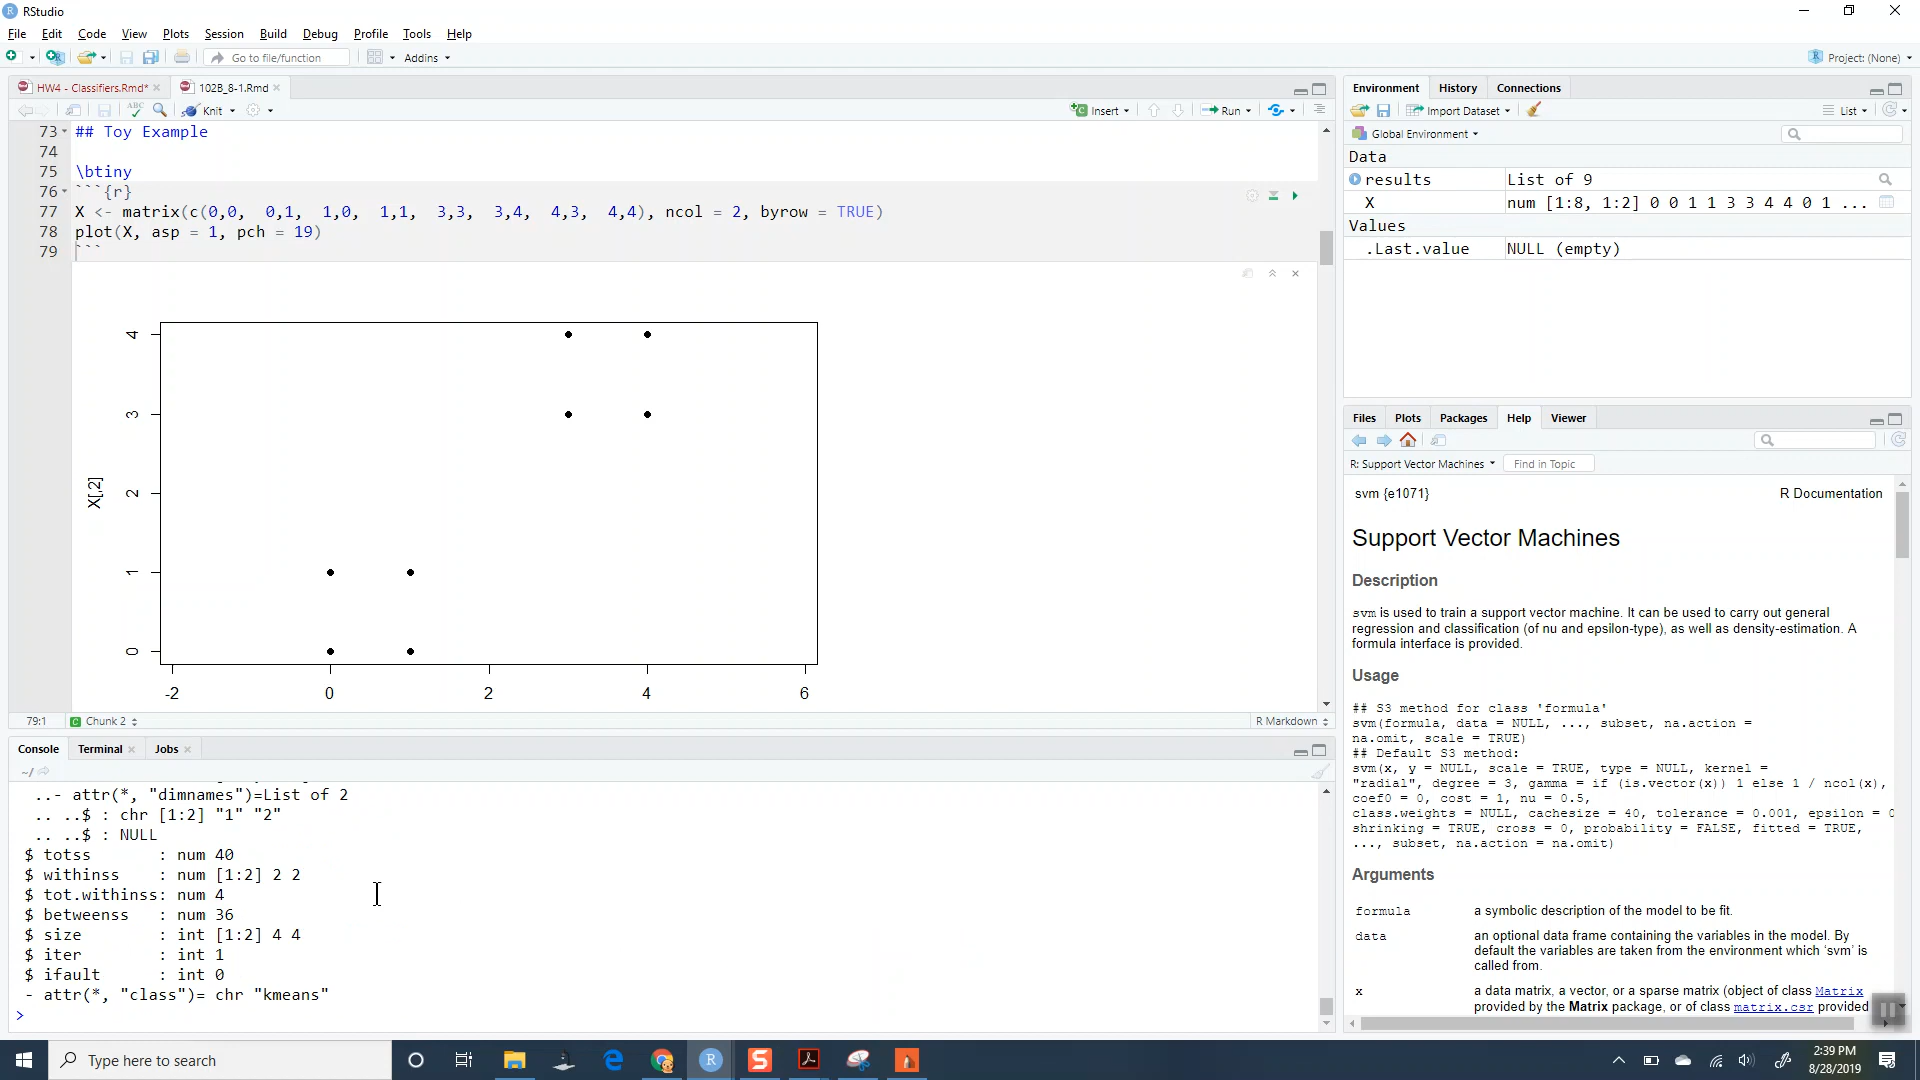 RStudio
File Edit Code View Plots Session Build Debug Profile Tools Help
Go to file/function Addins Project: (None)
HW4 - Classifiers.Rmd* 102B_8-1.Rmd
ABC Knit Insert Run
73 ## Toy Example
74
75 \btiny
76 ```{r}
77 X <- matrix(c(0,0, 0,1, 1,0, 1,1, 3,3, 3,4, 4,3, 4,4), ncol = 2, byrow = TRUE)
78 plot(X, asp = 1, pch = 19)
79 ```
4
3
2
1
0
X[,2]
-2 0 2 4 6
79:1 Chunk 2 R Markdown
Console Terminal Jobs
~/
..- attr(*, "dimnames")=List of 2
.. ..$ : chr [1:2] "1" "2"
.. ..$ : NULL
$ totss : num 40
$ withinss : num [1:2] 2 2
$ tot.withinss: num 4
$ betweenss : num 36
$ size : int [1:2] 4 4
$ iter : int 1
$ ifault : int 0
- attr(*, "class")= chr "kmeans"
>
Environment History Connections
Import Dataset List
Global Environment
Data
results List of 9
X num [1:8, 1:2] 0 0 1 1 3 3 4 4 0 1 ...
Values
.Last.value NULL (empty)
Files Plots Packages Help Viewer
R: Support Vector Machines Find in Topic
svm {e1071} R Documentation
Support Vector Machines
Description
svm is used to train a support vector machine. It can be used to carry out general
regression and classification (of nu and epsilon-type), as well as density-estimation. A
formula interface is provided.
Usage
## S3 method for class 'formula'
svm(formula, data = NULL, ..., subset, na.action =
na.omit, scale = TRUE)
## Default S3 method:
svm(x, y = NULL, scale = TRUE, type = NULL, kernel =
"radial", degree = 3, gamma = if (is.vector(x)) 1 else 1 / ncol(x),
coef0 = 0, cost = 1, nu = 0.5,
class.weights = NULL, cachesize = 40, tolerance = 0.001, epsilon = 0
shrinking = TRUE, cross = 0, probability = FALSE, fitted = TRUE,
..., subset, na.action = na.omit)
Arguments
formula a symbolic description of the model to be fit.
data an optional data frame containing the variables in the model. By
default the variables are taken from the environment which ‘svm’ is
called from.
x a data matrix, a vector, or a sparse matrix (object of class Matrix
provided by the Matrix package, or of class matrix.csr provided
Type here to search
2:39 PM
8/28/2019